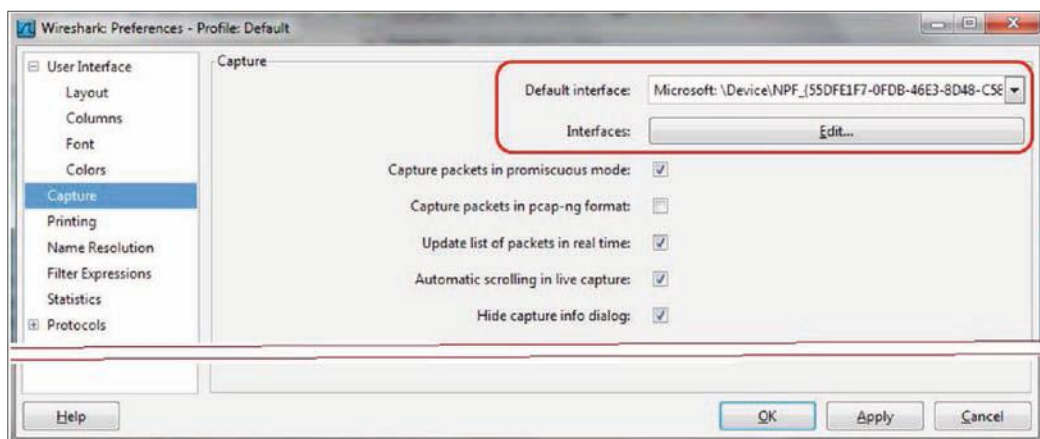 Wireshark: Preferences - Profile: Default
User Interface
Layout
Columns
Font
Colors
Capture
Printing
Name Resolution
Filter Expressions
Statistics
Protocols
Capture
Default interface: Microsoft: \Device\NPF_{55DFE1F7-0FDB-46E3-8D48-C58
Interfaces: Edit...
Capture packets in promiscuous mode:
Capture packets in pcap-ng format:
Update list of packets in real time:
Automatic scrolling in live capture:
Hide capture info dialog:
Help
OK
Apply
Cancel